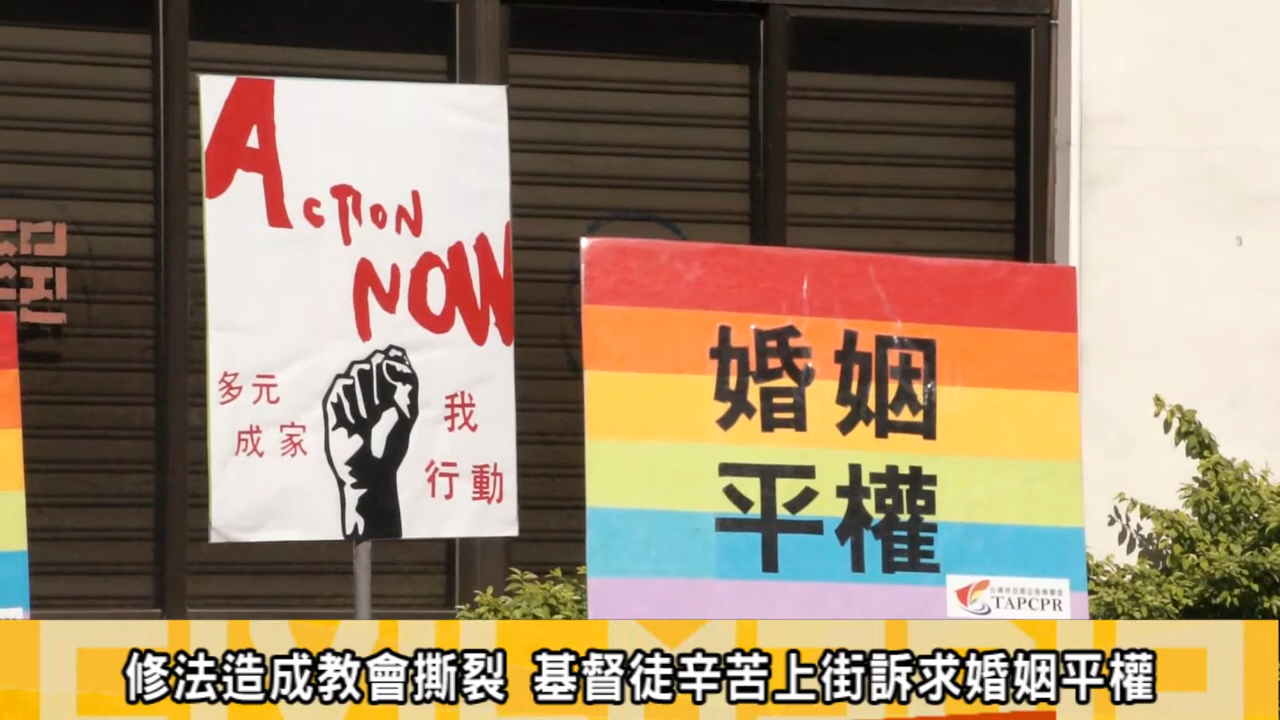 ACTION
NOW
多元
成家
我
行動
婚姻
平權
TAPCPR
修法造成教會撕裂 基督徒辛苦上街訴求婚姻平權